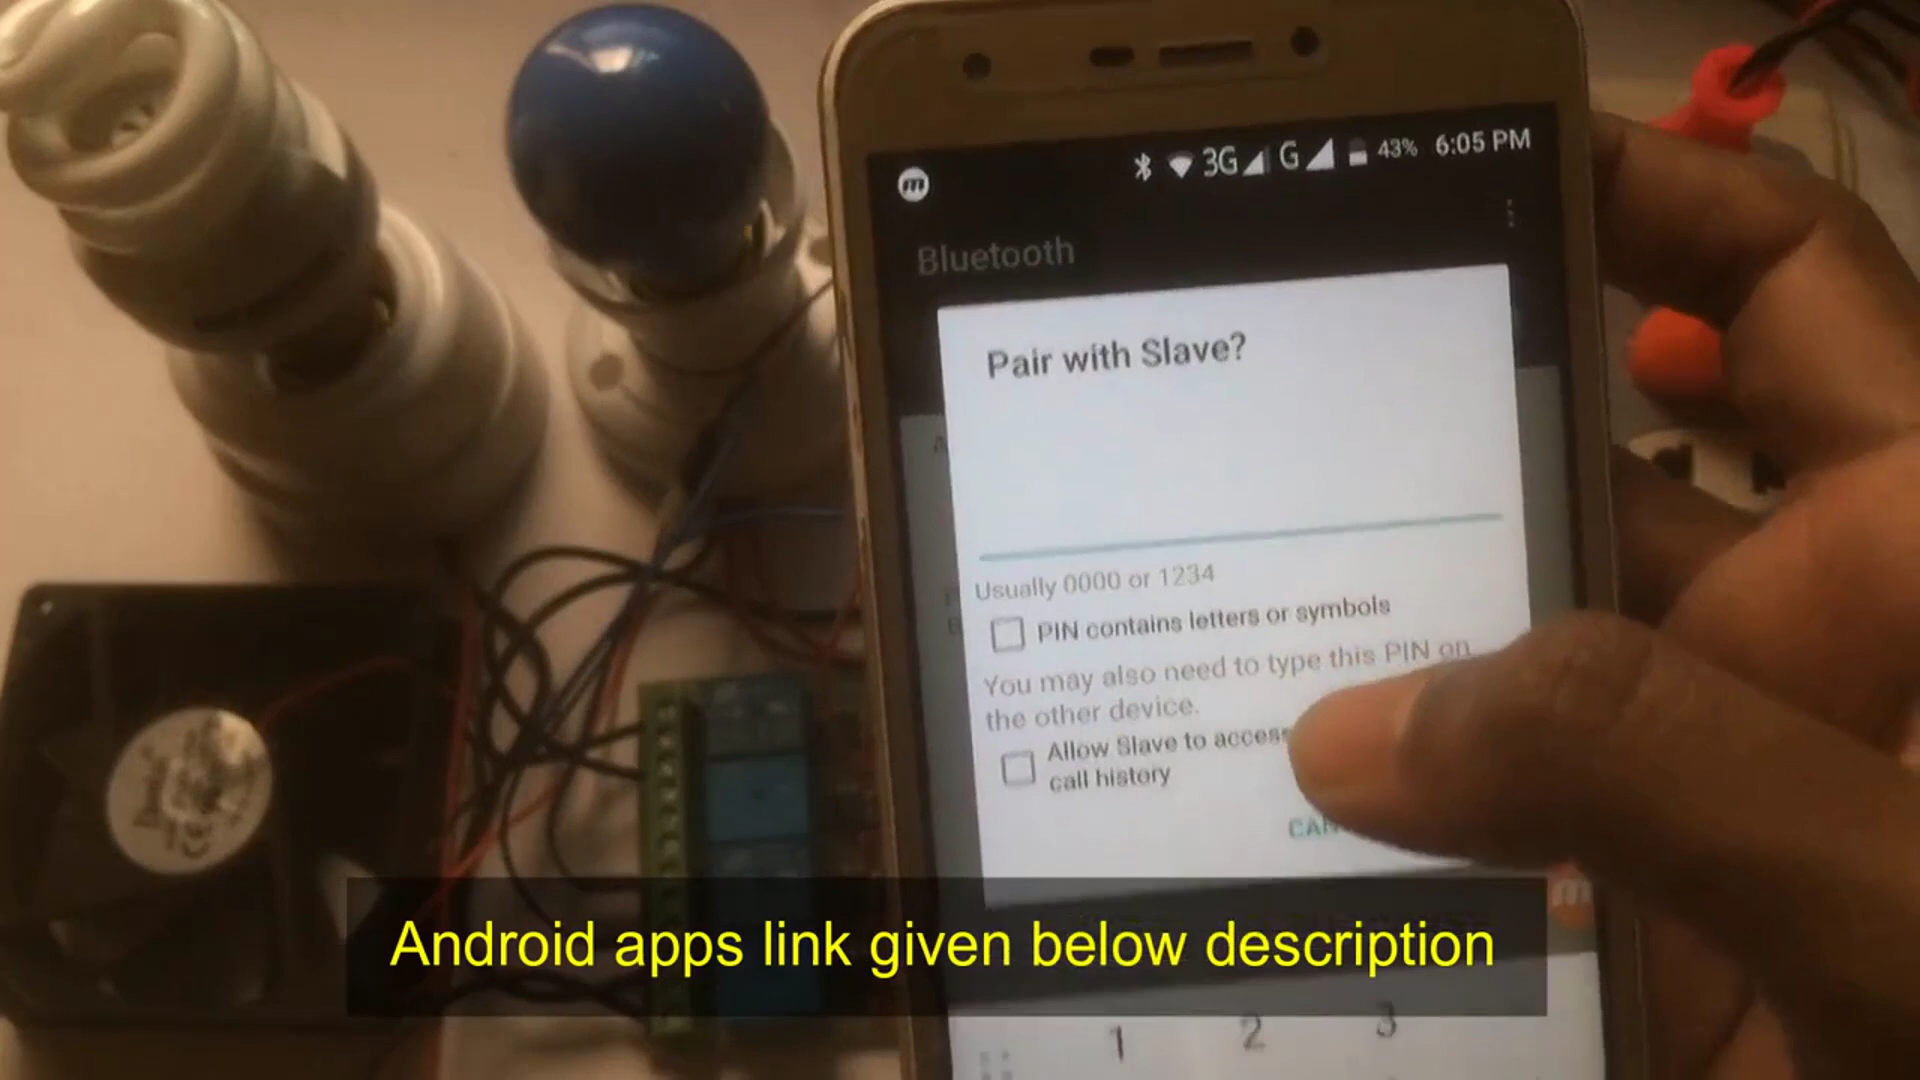 3G G 43% 6:05 PM
Bluetooth
Pair with Slave?
Usually 0000 or 1234
PIN contains letters or symbols
You may also need to type this PIN on
the other device.
Allow Slave to access
call history
Android apps link given below description
1 2 3